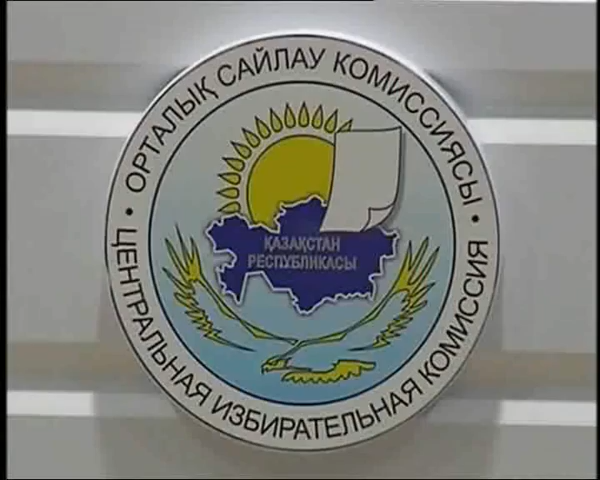 ОРТАЛЫҚ САЙЛАУ КОМИССИЯСЫ
ҚАЗАҚСТАН
РЕСПУБЛИКАСЫ
ЦЕНТРАЛЬНАЯ ИЗБИРАТЕЛЬНАЯ КОМИССИЯ